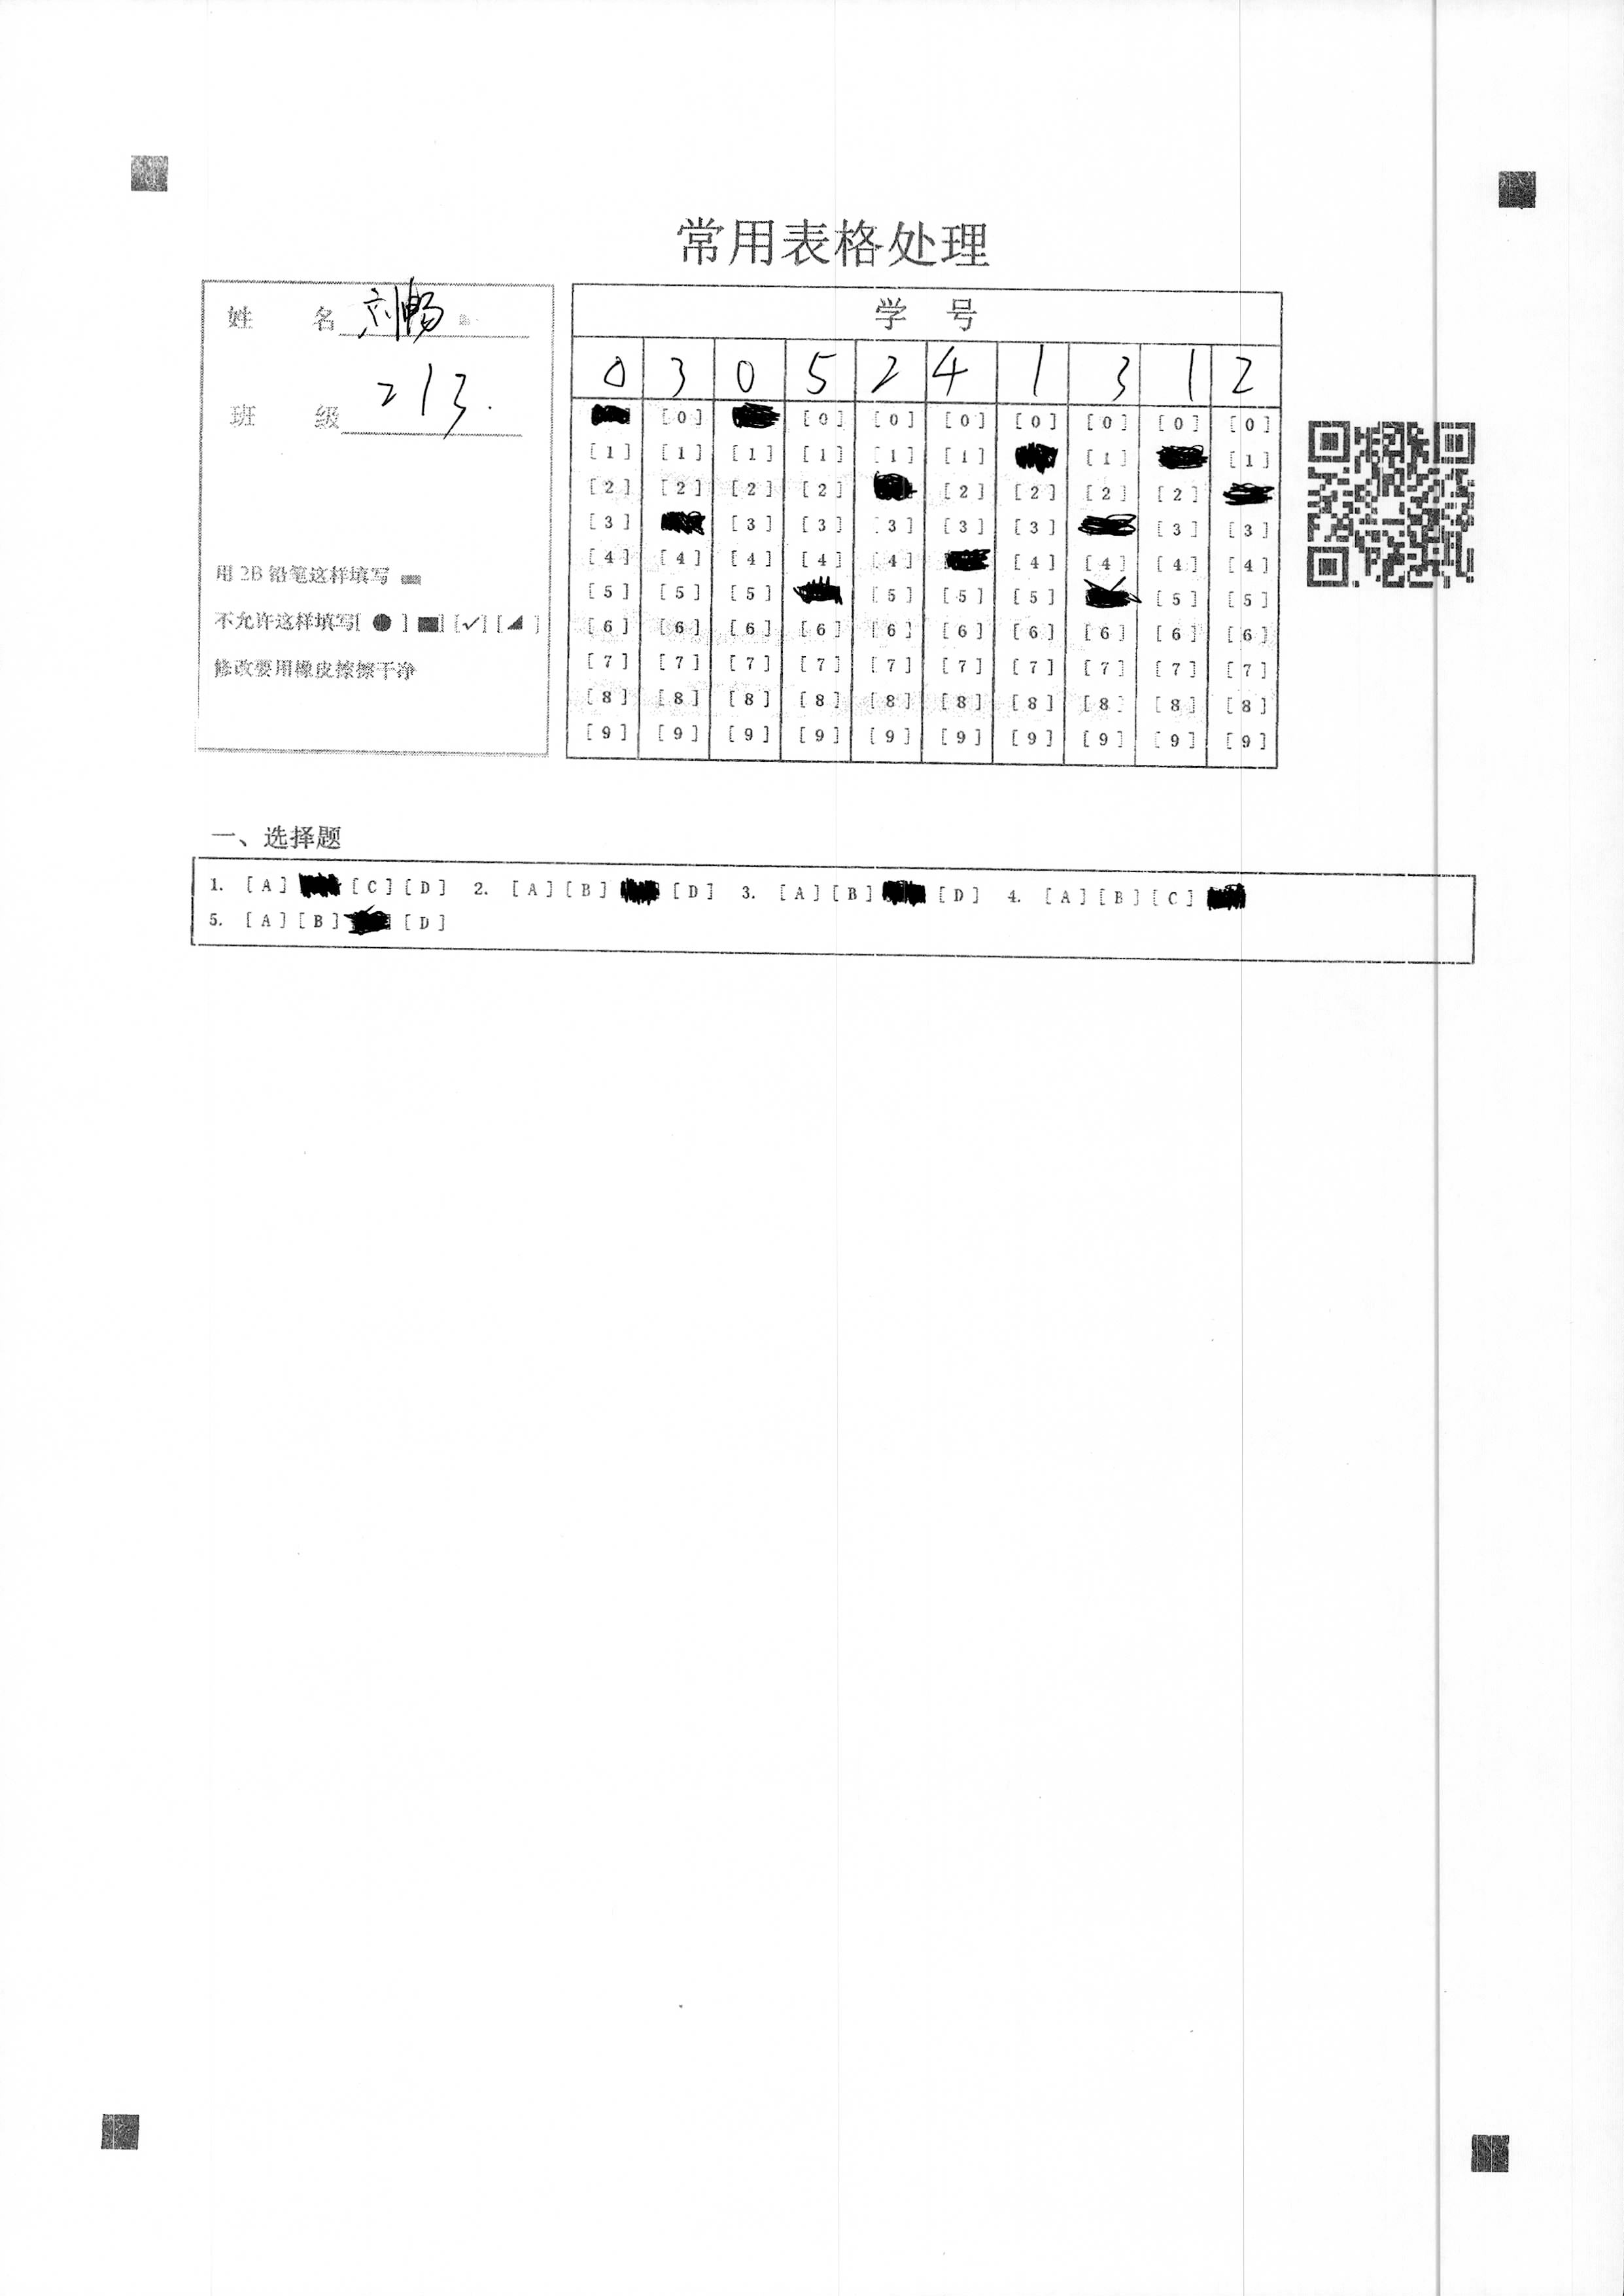 常用表格处理
姓 名 刘畅
班 级 213.
用2B铅笔这样填写
不允许这样填写[ ● ] [■] [✓] [◢ ]
修改要用橡皮擦擦干净
学 号
0 3 0 5 2 4 1 3 1 2
[0] [0] [0] [0] [0] [0] [0] [0]
[1] [1] [1] [1] [1] [1] [1] [1]
[2] [2] [2] [2] [2] [2] [2] [2]
[3] [3] [3] [3] [3] [3] [3] [3]
[4] [4] [4] [4] [4] [4] [4] [4] [4]
[5] [5] [5] [5] [5] [5] [5] [5]
[6] [6] [6] [6] [6] [6] [6] [6] [6] [6]
[7] [7] [7] [7] [7] [7] [7] [7] [7] [7]
[8] [8] [8] [8] [8] [8] [8] [8] [8] [8]
[9] [9] [9] [9] [9] [9] [9] [9] [9] [9]
一、选择题
1. [A] [C] [D] 2. [A] [B] [D] 3. [A] [B] [D] 4. [A] [B] [C]
5. [A] [B] [D]